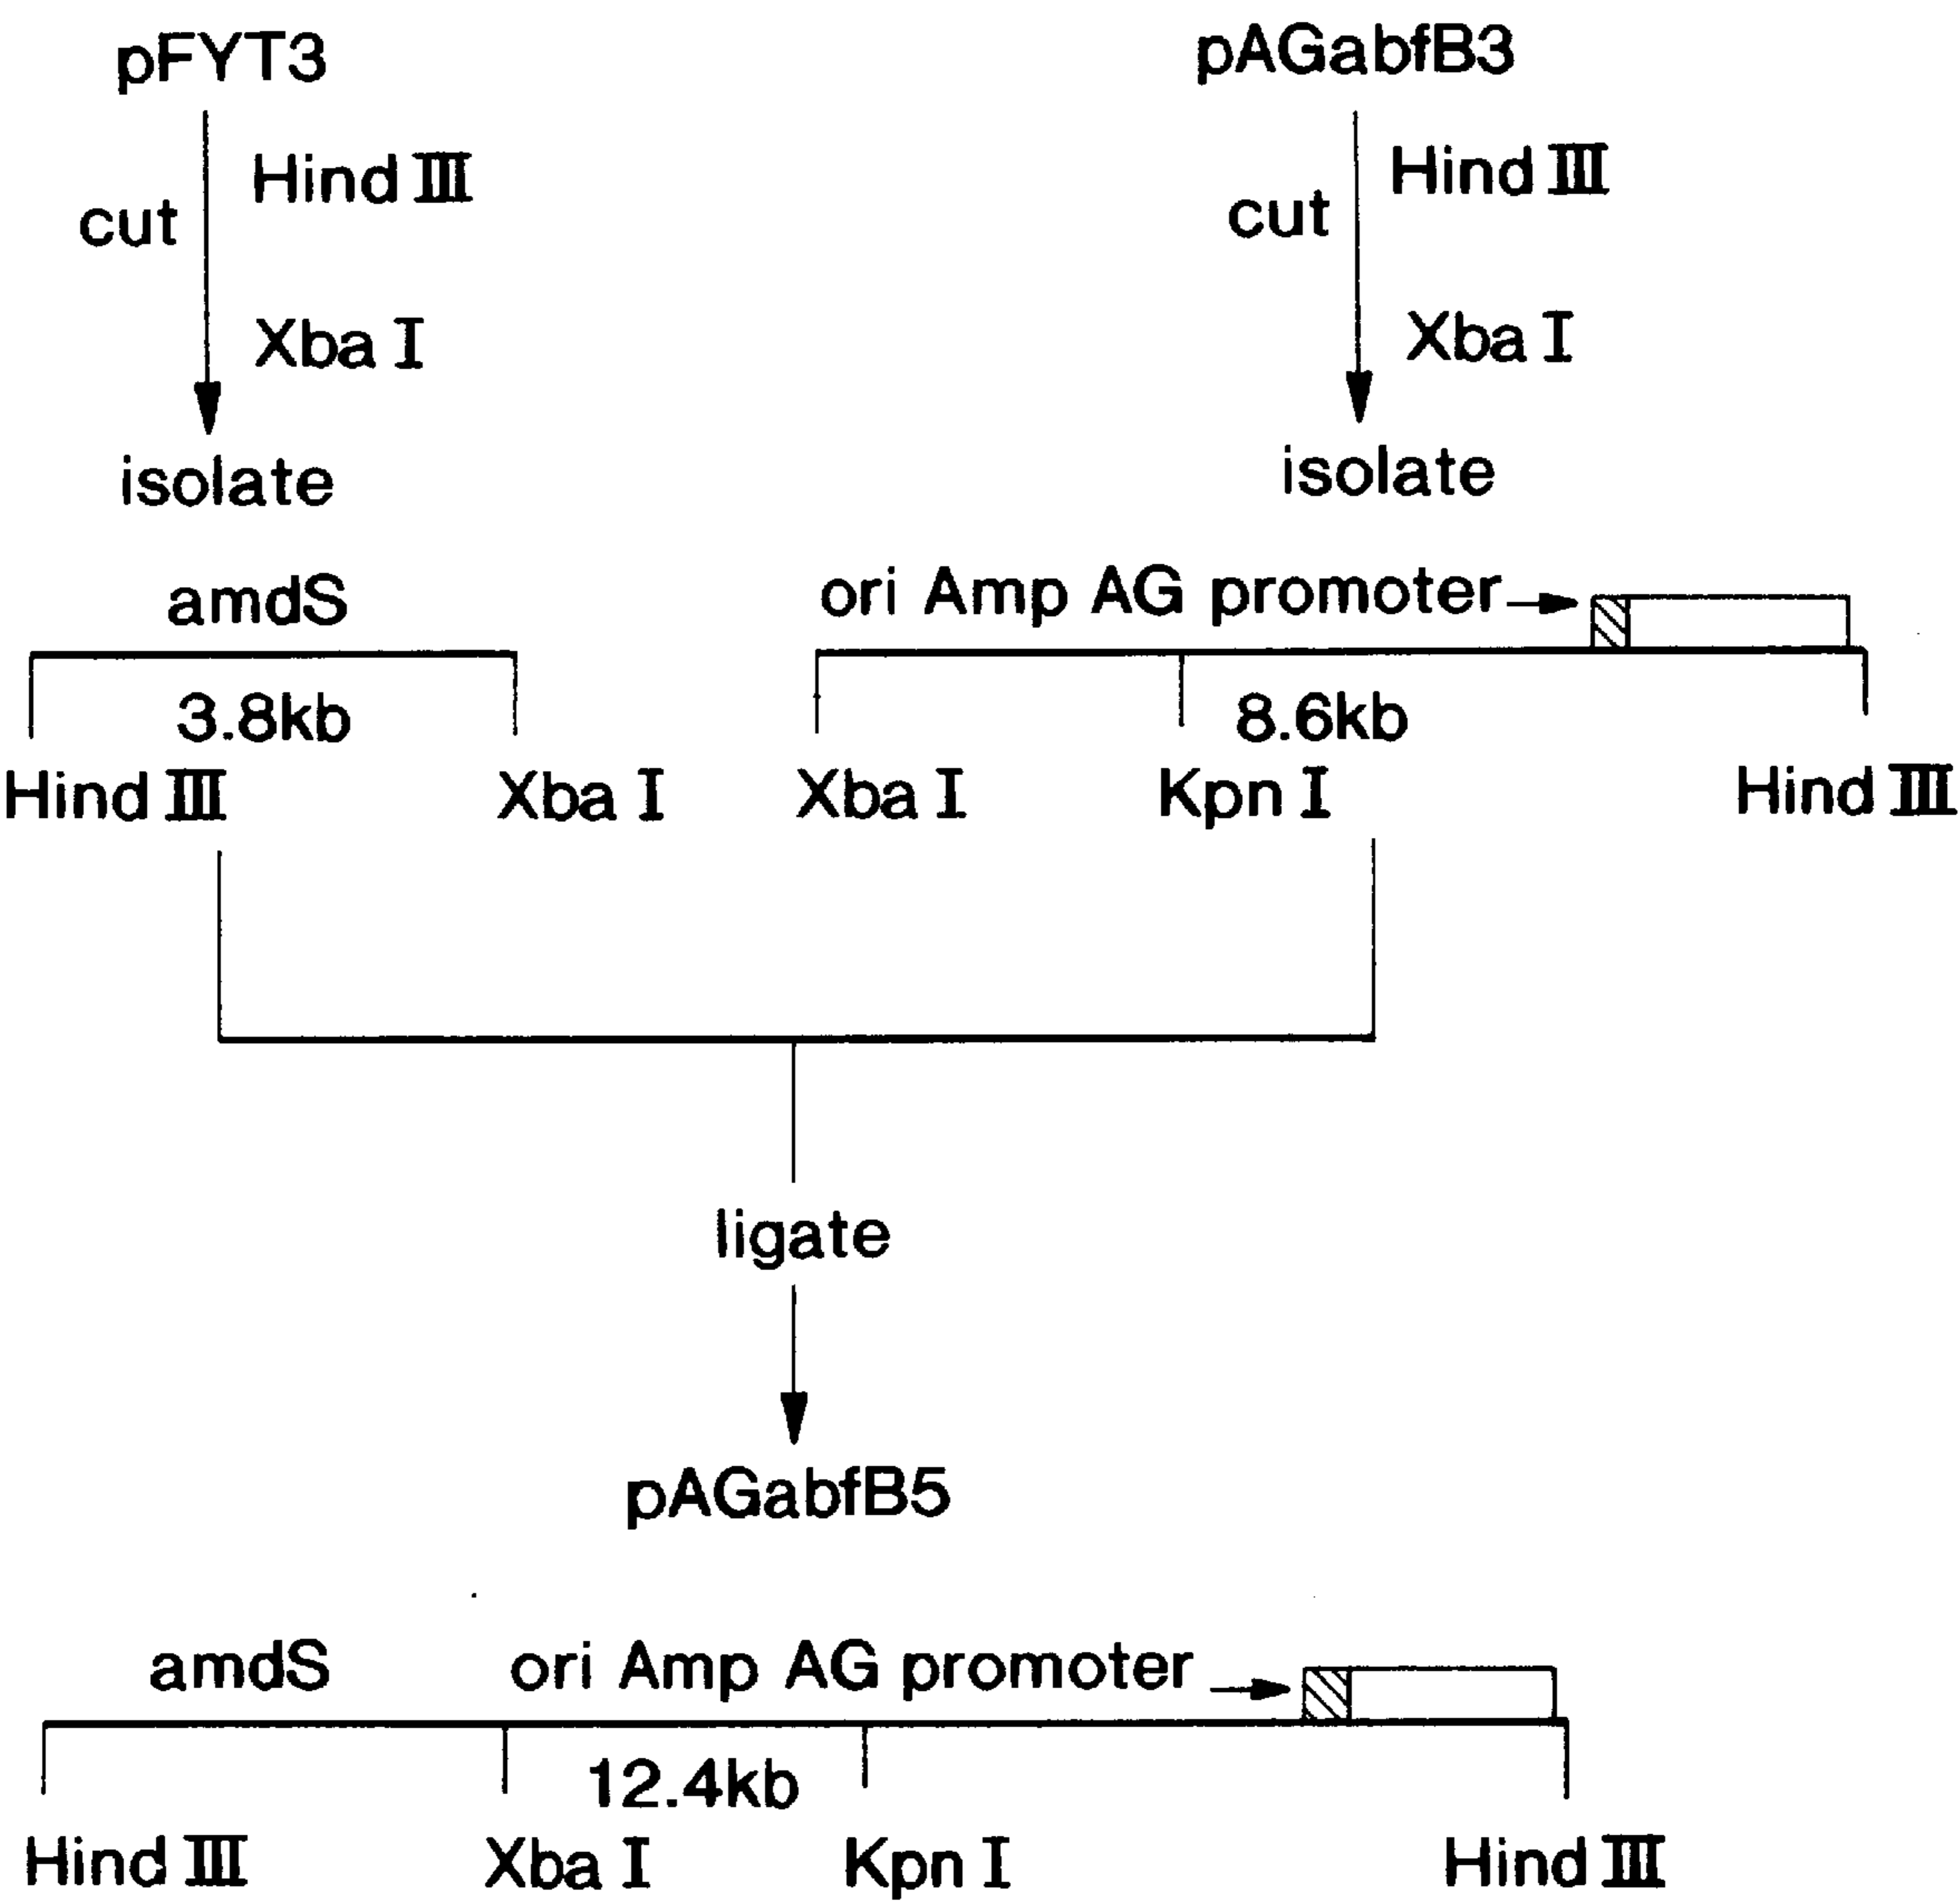 pFYT3
pAGabfB3
Hind III
cut
Xba I
Hind III
cut
Xba I
isolate
isolate
amdS
ori Amp AG promoter
3.8kb
8.6kb
Hind III
Xba I
Xba I
Kpn I
Hind III
ligate
pAGabfB5
amdS
ori Amp AG promoter
12.4kb
Hind III
Xba I
Kpn I
Hind III